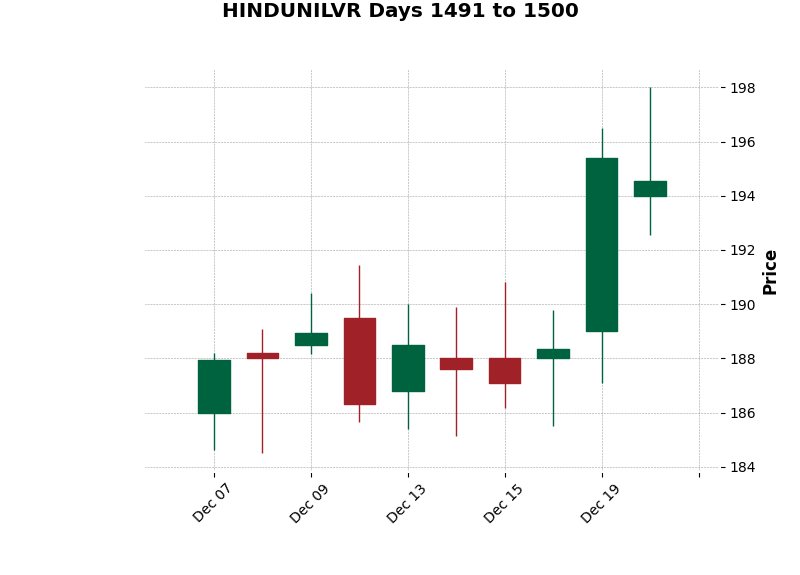 HINDUNILVR Days 1491 to 1500
198
196
194
192
190
188
186
184
Price
Dec 07
Dec 09
Dec 13
Dec 15
Dec 19